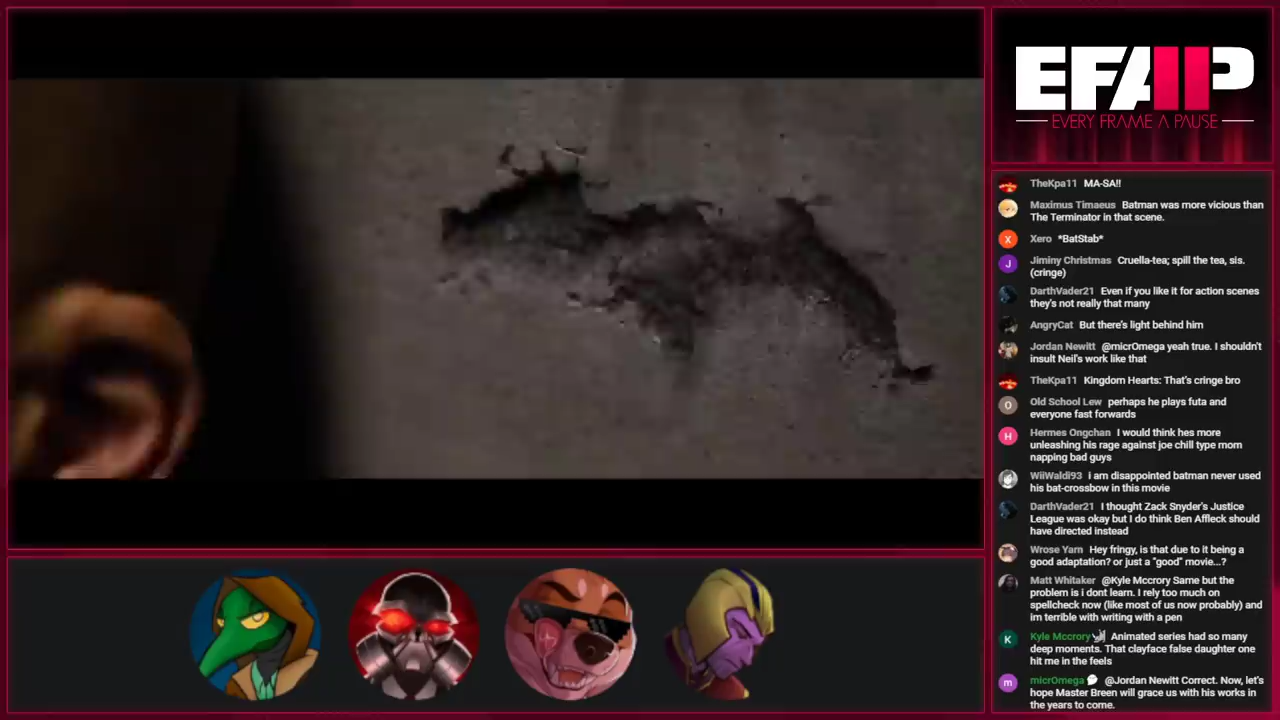 EFAP
EVERY FRAME A PAUSE
TheKpa11 MA-SA!!
Maximus Timaeus Batman was more vicious than
The Terminator in that scene.
X
Xero *BatStab*
J
Jiminy Christmas Cruella-tea; spill the tea, sis.
(cringe)
DarthVader21 Even if you like it for action scenes
they're not really that many
AngryCat But there's light behind him
Jordan Newitt @micrOmega yeah true. I shouldn't
insult Neil's work like that
TheKpa11 Kingdom Hearts: That's cringe bro
O
Old School Lew perhaps he plays futa and
everyone fast forwards
H
Hermes Ongchan I would think hes more
unleashing his rage against joe chill type mom
napping bad guys
WiiWaldi93 i am disappointed batman never used
his bat-crossbow in this movie
DarthVader21 I thought Zack Snyder's Justice
League was okay but I do think Ben Affleck should
have directed instead
Wrose Yarn Hey fringy, is that due to it being a
good adaptation? or just a "good" movie...?
Matt Whitaker @Kyle Mccrory Same but the
problem is i dont learn. I rely too much on
spellcheck now (like most of us now probably) and
im terrible with writing with a pen
K
Kyle Mccrory Animated series had so many
deep moments. That clayface false daughter one
hit me in the feels
m
micrOmega @Jordan Newitt Correct. Now, let's
hope Master Breen will grace us with his works in
the years to come.